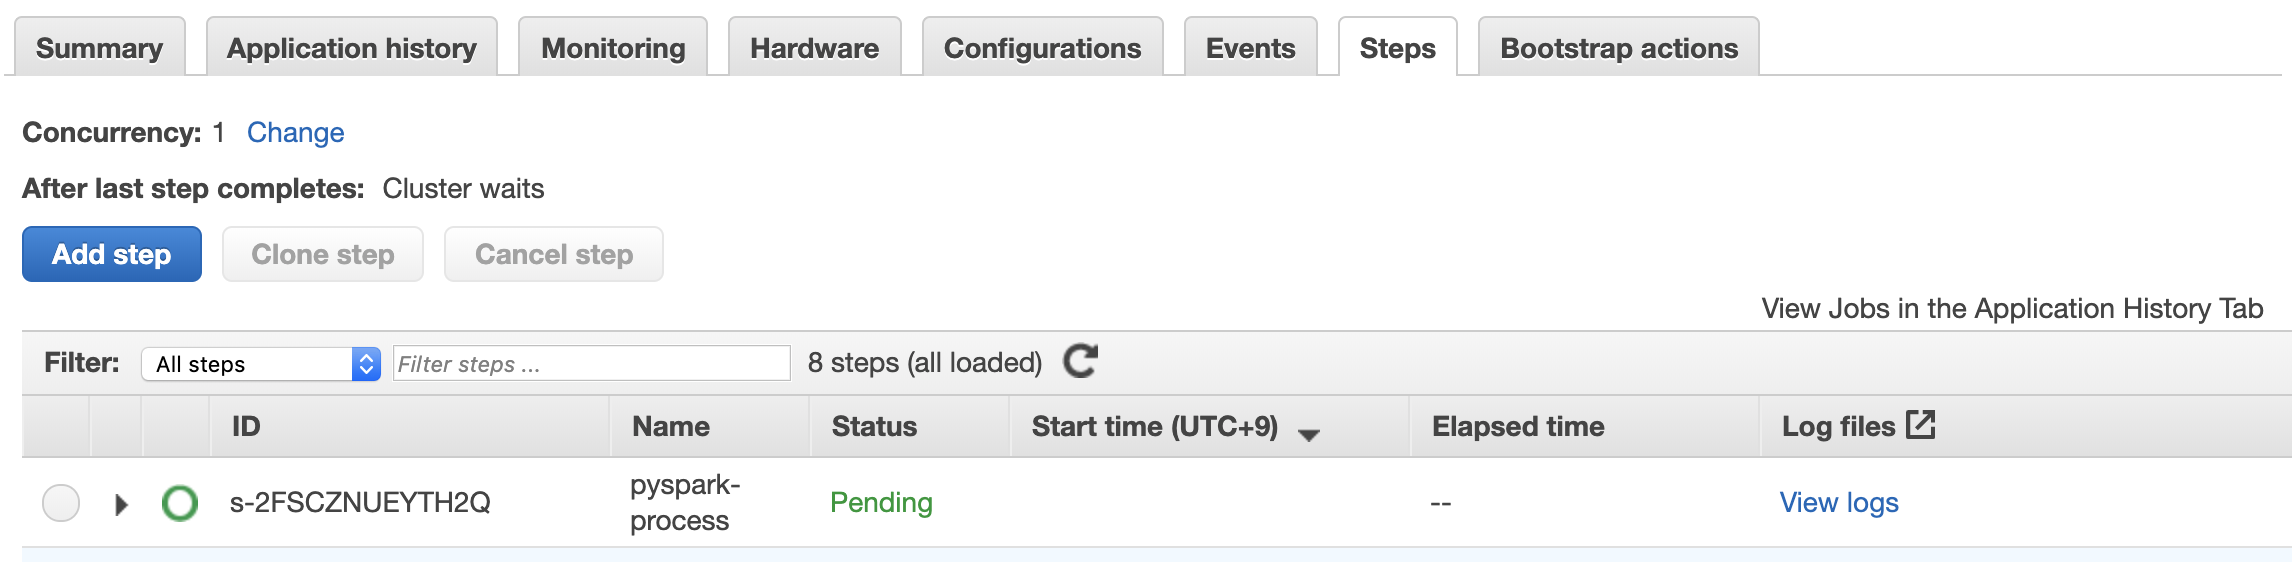 Summary Application history Monitoring Hardware Configurations Events Steps Bootstrap actions
Concurrency: 1 Change
After last step completes: Cluster waits
Add step Clone step Cancel step
View Jobs in the Application History Tab
Filter: All steps Filter steps ... 8 steps (all loaded)
ID Name Status Start time (UTC+9) Elapsed time Log files
s-2FSCZNUEYTH2Q pyspark-process Pending -- View logs